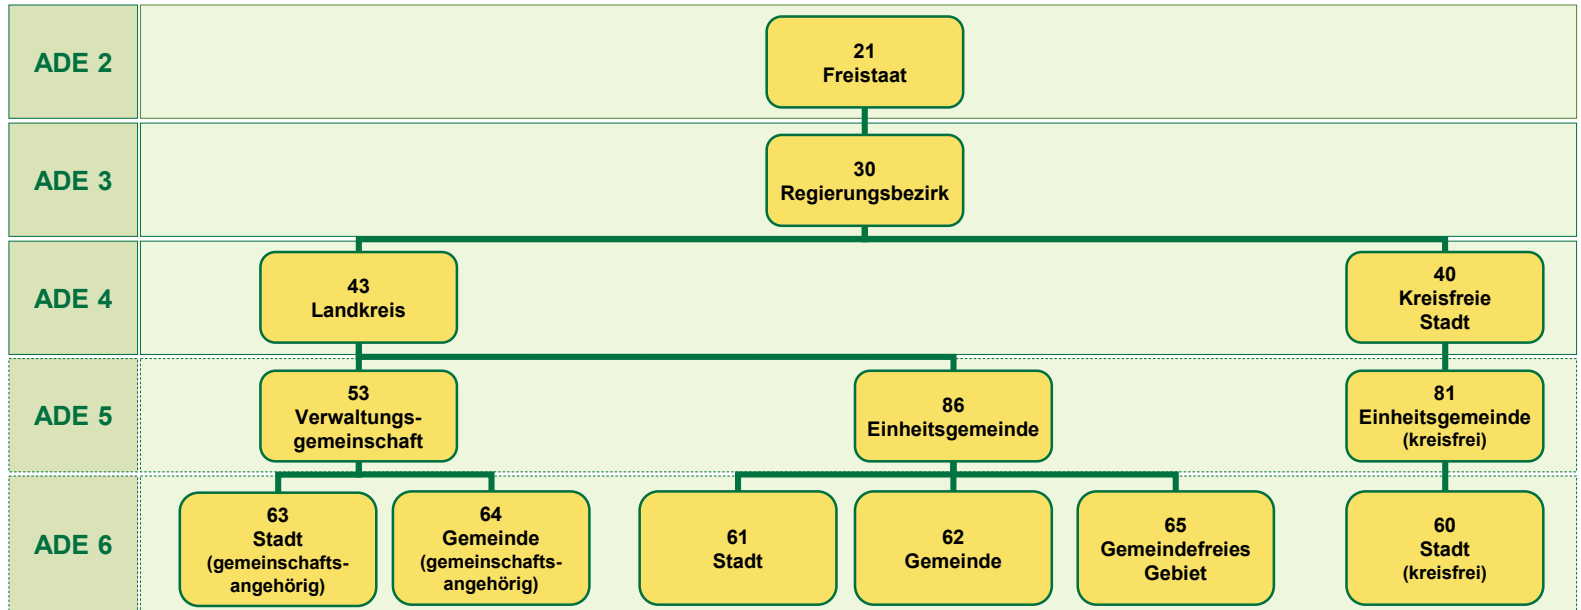 ADE 2
21
Freistaat
ADE 3
30
Regierungsbezirk
ADE 4
43
Landkreis
40
Kreisfreie
Stadt
ADE 5
53
Verwaltungs-
gemeinschaft
86
Einheitsgemeinde
81
Einheitsgemeinde
(kreisfrei)
ADE 6
63
Stadt
(gemeinschafts-
angehörig)
64
Gemeinde
(gemeinschafts-
angehörig)
61
Stadt
62
Gemeinde
65
Gemeindefreies
Gebiet
60
Stadt
(kreisfrei)